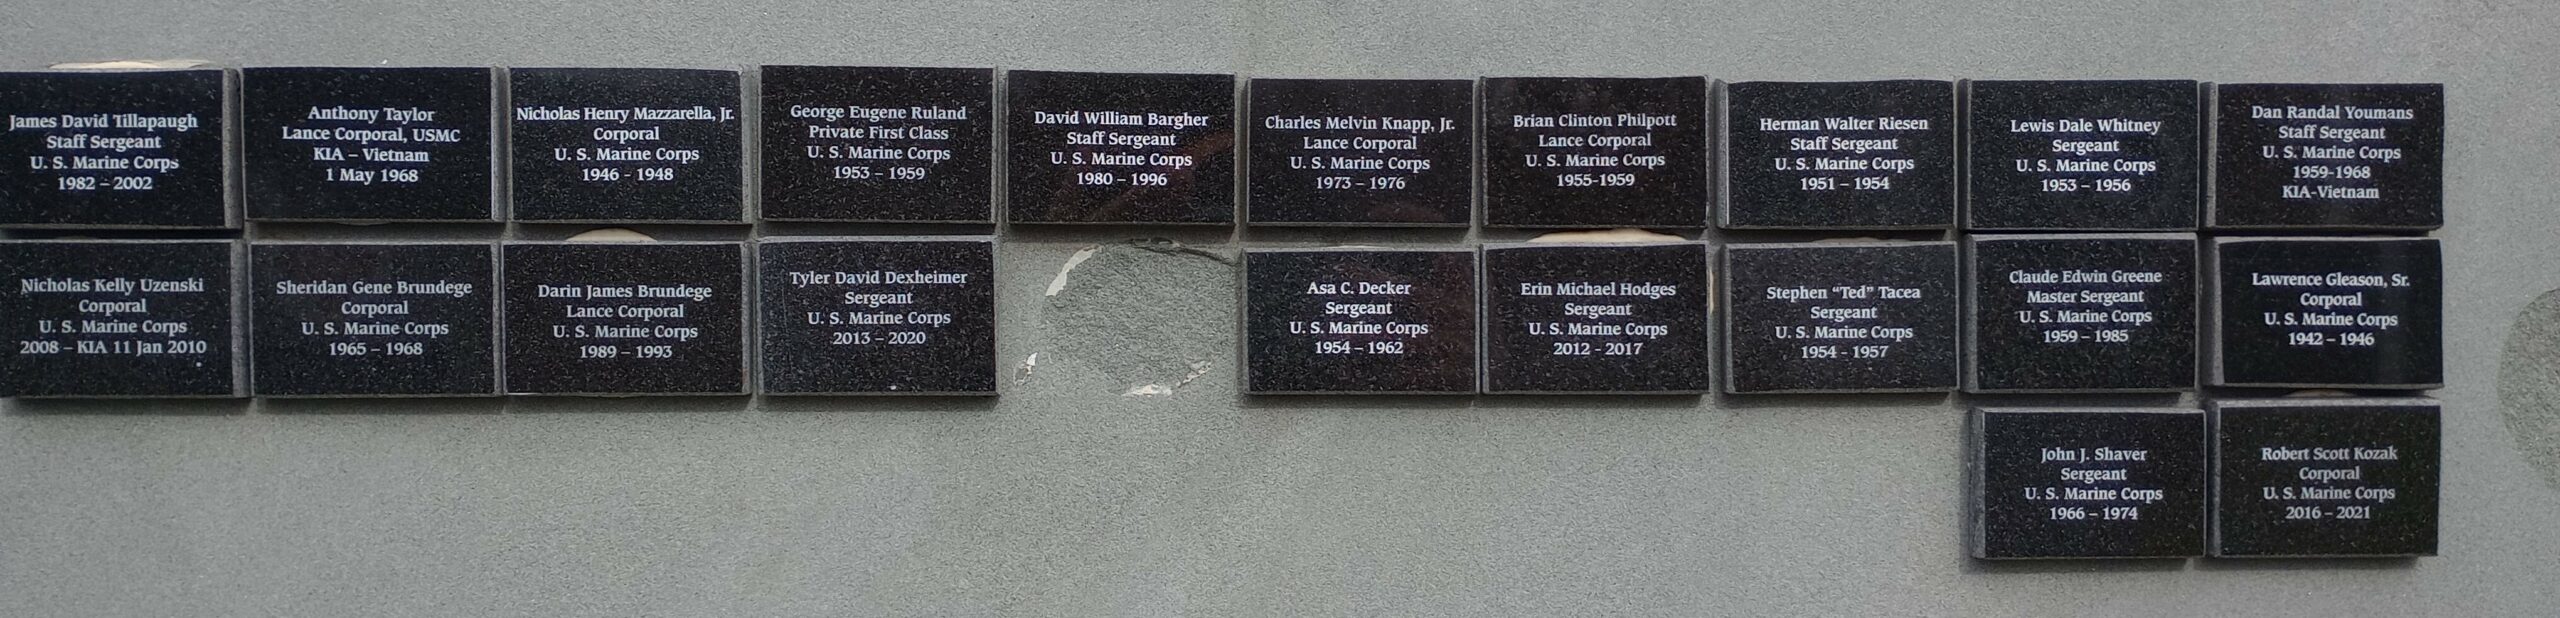 James David Tillapaugh
Staff Sergeant
U. S. Marine Corps
1982 – 2002
Anthony Taylor
Lance Corporal, USMC
KIA – Vietnam
1 May 1968
Nicholas Henry Mazzarella, Jr.
Corporal
U. S. Marine Corps
1946 - 1948
George Eugene Ruland
Private First Class
U. S. Marine Corps
1953 – 1959
David William Bargher
Staff Sergeant
U. S. Marine Corps
1980 – 1996
Charles Melvin Knapp, Jr.
Lance Corporal
U. S. Marine Corps
1973 – 1976
Brian Clinton Philpott
Lance Corporal
U. S. Marine Corps
1955-1959
Herman Walter Riesen
Staff Sergeant
U. S. Marine Corps
1951 – 1954
Lewis Dale Whitney
Sergeant
U. S. Marine Corps
1953 – 1956
Dan Randal Youmans
Staff Sergeant
U. S. Marine Corps
1959-1968
KIA-Vietnam
Nicholas Kelly Uzenski
Corporal
U. S. Marine Corps
2008 – KIA 11 Jan 2010
Sheridan Gene Brundege
Corporal
U. S. Marine Corps
1965 – 1968
Darin James Brundege
Lance Corporal
U. S. Marine Corps
1989 – 1993
Tyler David Dexheimer
Sergeant
U. S. Marine Corps
2013 – 2020
Asa C. Decker
Sergeant
U. S. Marine Corps
1954 – 1962
Erin Michael Hodges
Sergeant
U. S. Marine Corps
2012 - 2017
Stephen “Ted” Tacea
Sergeant
U. S. Marine Corps
1954 - 1957
Claude Edwin Greene
Master Sergeant
U. S. Marine Corps
1959 – 1985
Lawrence Gleason, Sr.
Corporal
U. S. Marine Corps
1942 – 1946
John J. Shaver
Sergeant
U. S. Marine Corps
1966 – 1974
Robert Scott Kozak
Corporal
U. S. Marine Corps
2016 – 2021